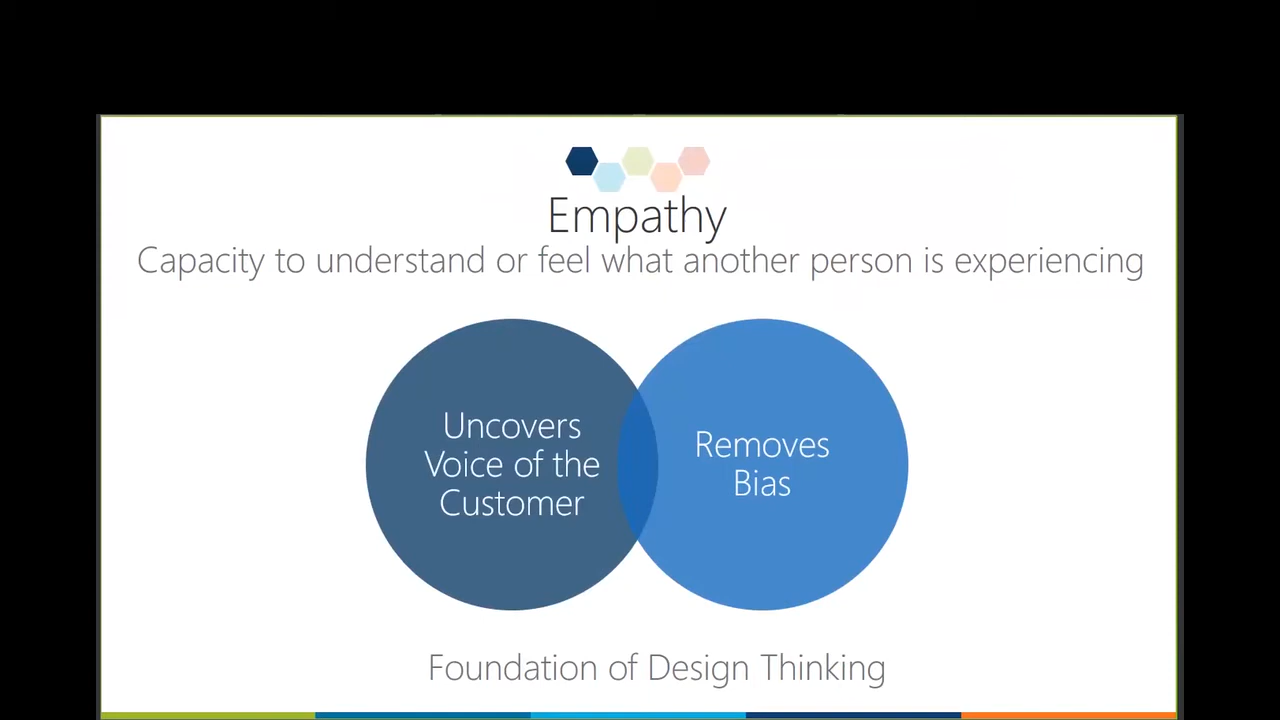 Empathy
Capacity to understand or feel what another person is experiencing
Uncovers
Voice of the
Customer
Removes
Bias
Foundation of Design Thinking